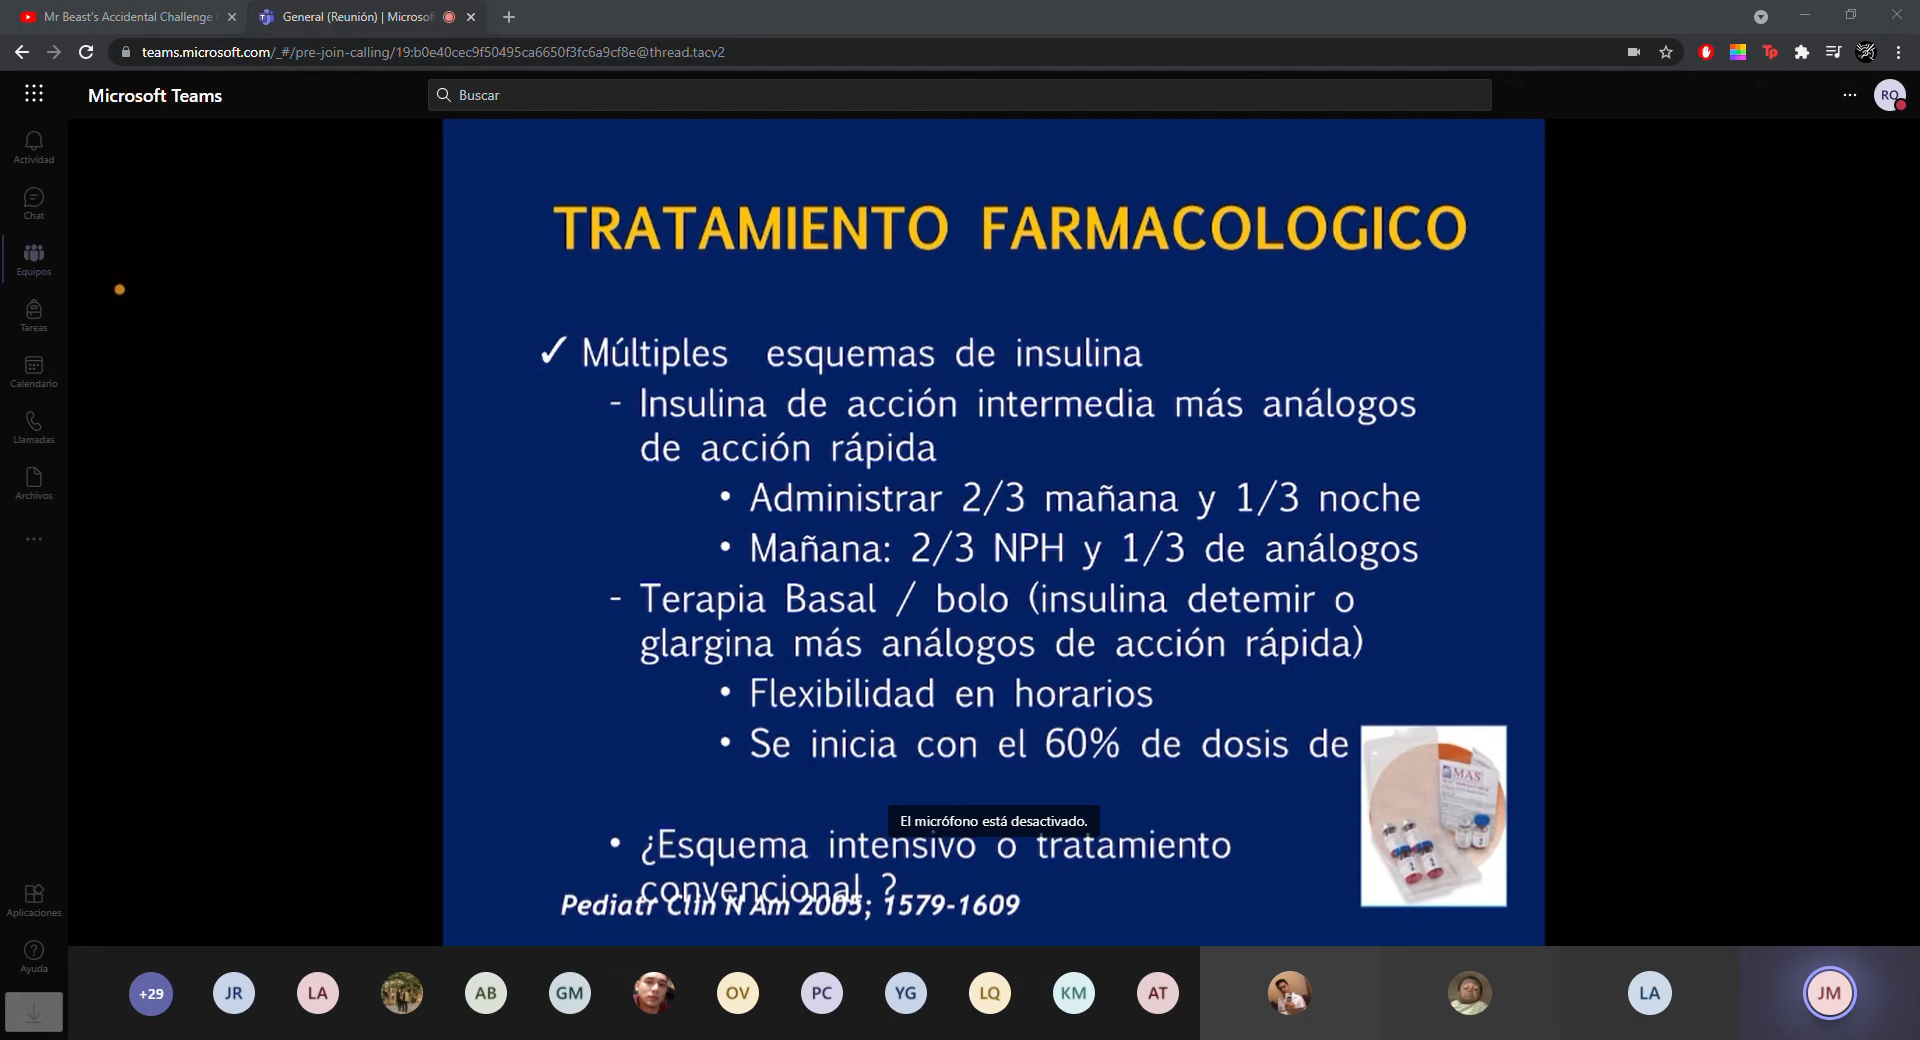 Mr Beast's Accidental Challenge
General (Reunión) | Microsof
teams.microsoft.com/_#/pre-join-calling/19:b0e40cec9f50495ca6650f3fc6a9cf8e@thread.tacv2
Tp
Microsoft Teams
Buscar
RO
Actividad
Chat
Equipos
Tareas
Calendario
Llamadas
Archivos
Aplicaciones
Ayuda
TRATAMIENTO FARMACOLOGICO
✓ Múltiples esquemas de insulina
- Insulina de acción intermedia más análogos
de acción rápida
• Administrar 2/3 mañana y 1/3 noche
• Mañana: 2/3 NPH y 1/3 de análogos
- Terapia Basal / bolo (insulina detemir o
glargina más análogos de acción rápida)
• Flexibilidad en horarios
• Se inicia con el 60% de dosis de
MAS
El micrófono está desactivado.
• ¿Esquema intensivo o tratamiento
convencional ?
Pediatr Clin N Am 2005; 1579-1609
+29
JR
LA
AB
GM
OV
PC
YG
LQ
KM
AT
LA
JM